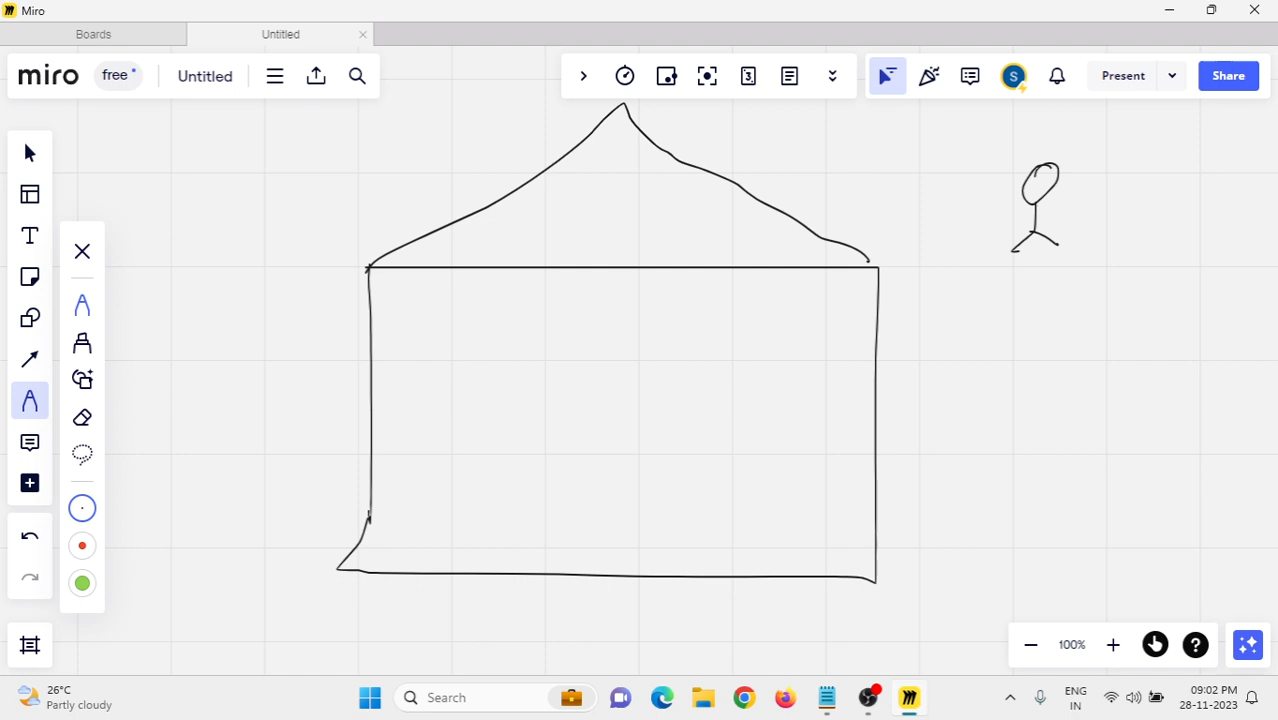 Miro
Boards
Untitled
miro
free
Untitled
3
S
Present
Share
100%
?
26°C
Partly cloudy
Search
ENG
IN
09:02 PM
28-11-2023